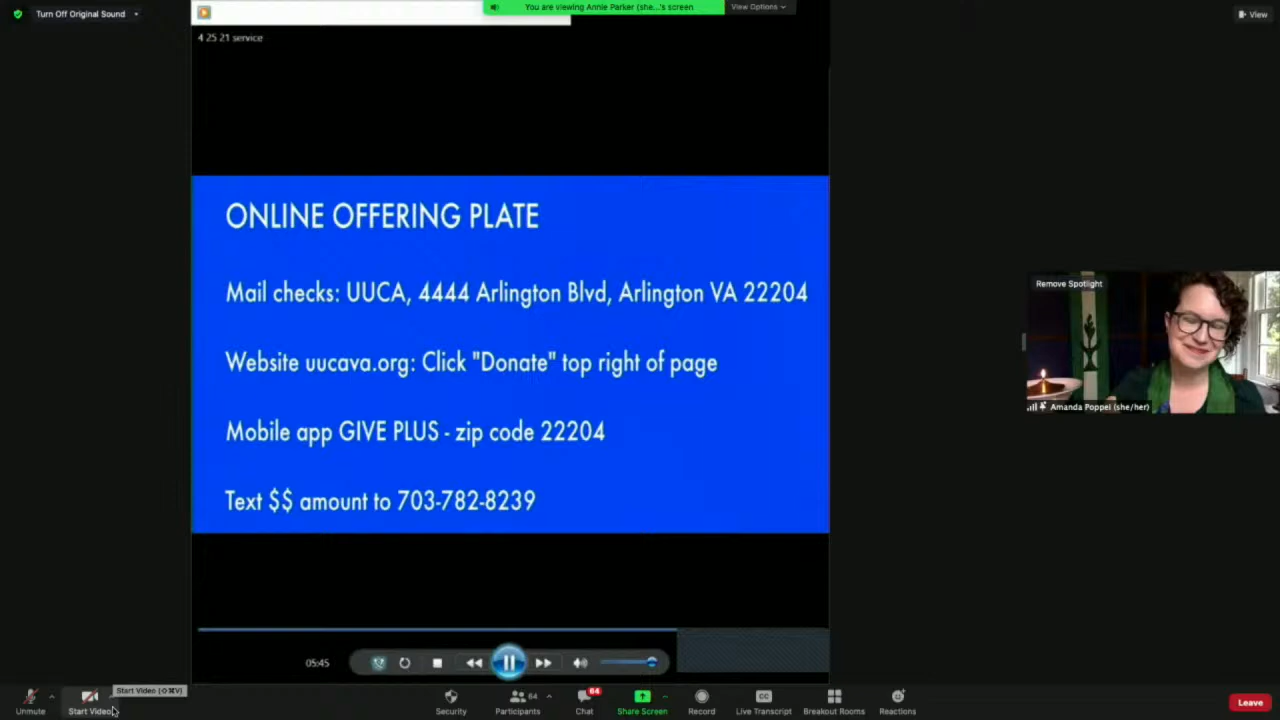 Turn Off Original Sound
You are viewing Annie Parker (she...'s screen
View Options
View
4 25 21 service
ONLINE OFFERING PLATE
Mail checks: UUCA, 4444 Arlington Blvd, Arlington VA 22204
Website uucava.org: Click "Donate" top right of page
Mobile app GIVE PLUS - zip code 22204
Text $$ amount to 703-782-8239
Remove Spotlight
Amanda Poppei (she/her)
05:45
Start Video (⇧⌘V)
64
64
CC
Unmute
Start Video
Security
Participants
Chat
Share Screen
Record
Live Transcript
Breakout Rooms
Reactions
Leave